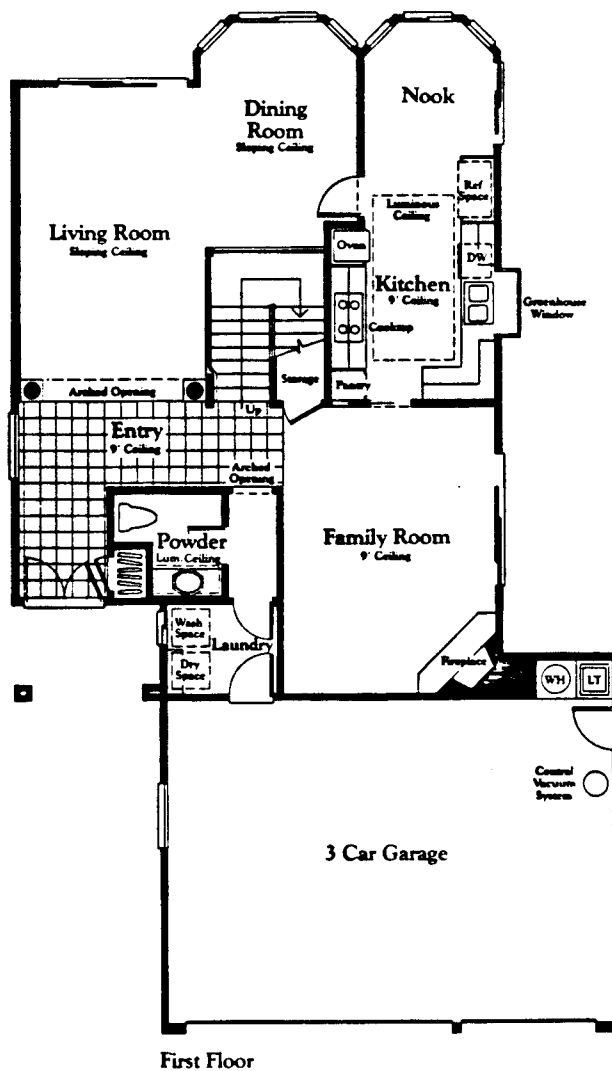 Nook
Dining
Room
Sloping Ceiling
Ref
Space
Luminous
Ceiling
Living Room
Sloping Ceiling
Oven
DW
Kitchen
9' Ceiling
Greenhouse
Window
Cooktop
Storage
Pantry
Arched Opening
Up
Entry
9' Ceiling
Arched
Opening
Powder
Lum. Ceiling
Family Room
9' Ceiling
Wash
Space
Laundry
Dry
Space
Fireplace
WH
LT
Central
Vacuum
System
3 Car Garage
First Floor